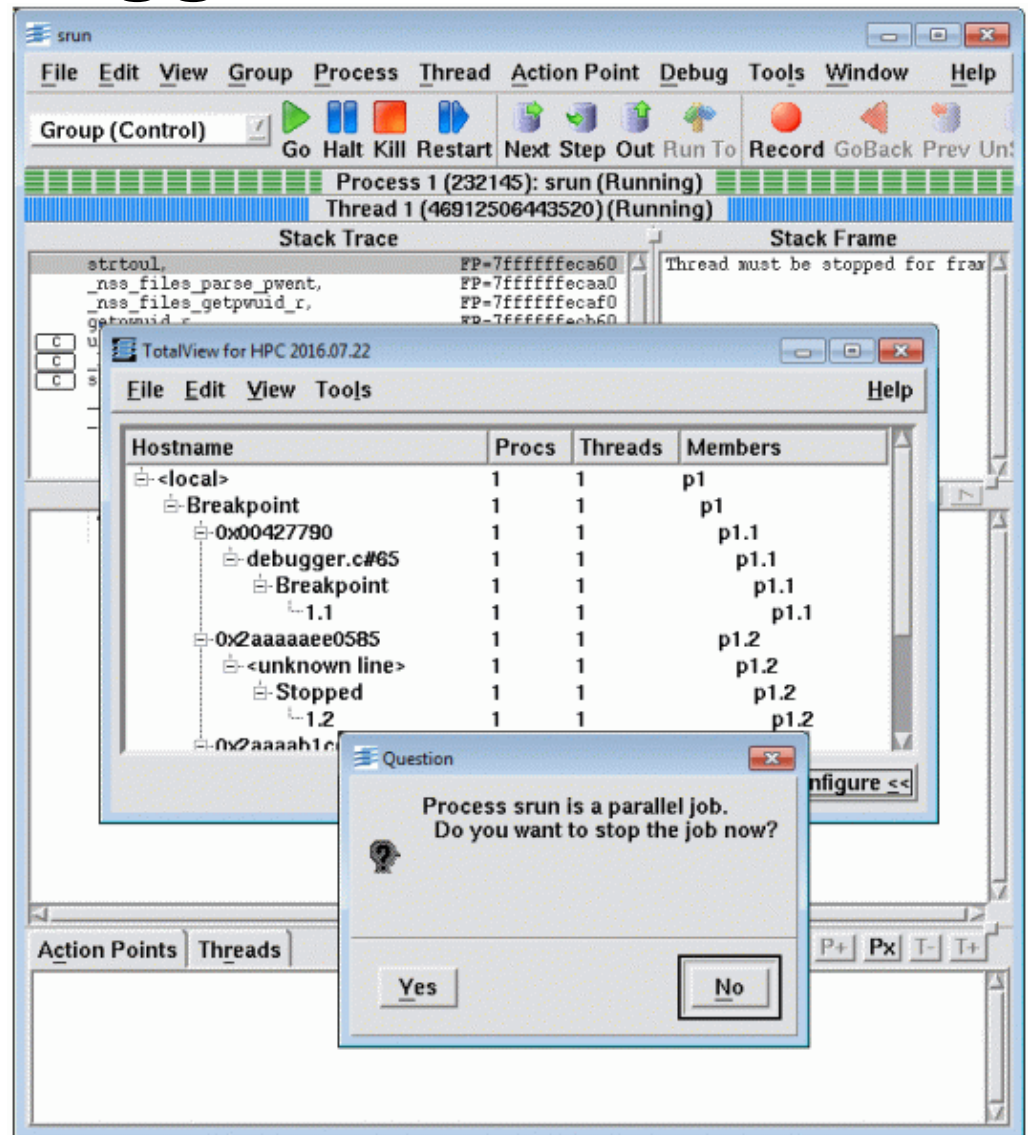 srun
File Edit View Group Process Thread Action Point Debug Tools Window Help
Group (Control) Go Halt Kill Restart Next Step Out Run To Record GoBack Prev
Process 1 (232145): srun (Running)
Thread 1 (46912506443520) (Running)
Stack Trace Stack Frame
strtoul, FP=7ffffffeca60 Thread must be stopped for
_nss_files_parse_pwent, FP=7ffffffecaa0
_nss_files_getpwuid_r, FP=7ffffffecaf0
getpwuid_r FP=7ffffffecb60
C u
C _
C s
TotalView for HPC 2016.07.22
File Edit View Tools Help
Hostname Procs Threads Members
<local> 1 1 p1
Breakpoint 1 1 p1
0x00427790 1 1 p1.1
debugger.c#65 1 1 p1.1
Breakpoint 1 1 p1.1
1.1 1 1 p1.1
0x2aaaaaee0585 1 1 p1.2
<unknown line> 1 1 p1.2
Stopped 1 1 p1.2
1.2 1 1 p1.2
nfigure <<
Question
Process srun is a parallel job.
Do you want to stop the job now?
Yes No
Action Points Threads P+ Px T- T+